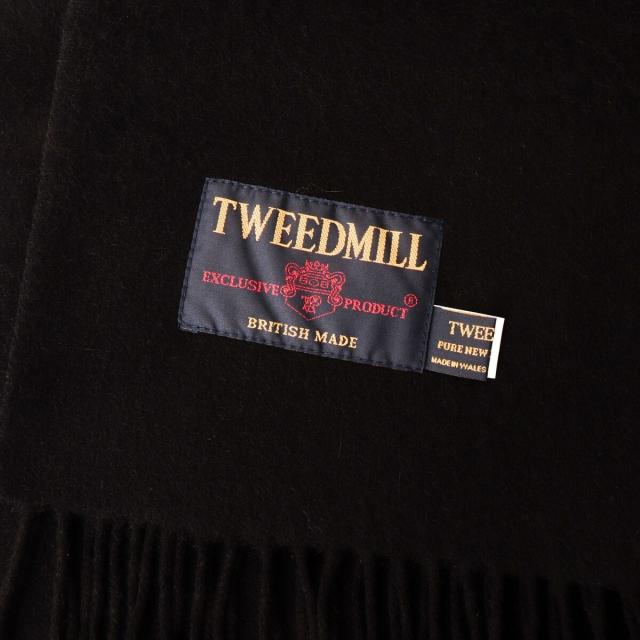 TWEEDMILL
EXCLUSIVE PRODUCT ®
BRITISH MADE
TWEE
PURE NEW
MADE IN WALES